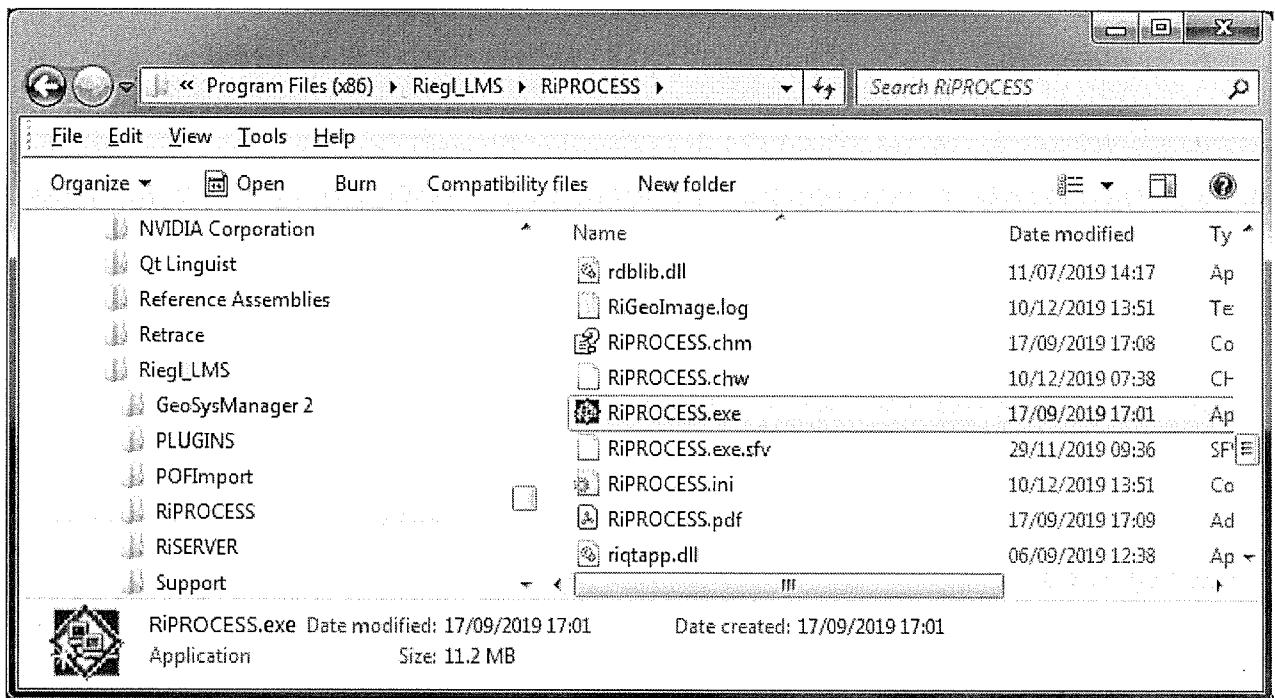 « Program Files (x86) ▸ Riegl_LMS ▸ RiPROCESS ▸ Search RiPROCESS
File Edit View Tools Help
Organize Open Burn Compatibility files New folder
NVIDIA Corporation
Qt Linguist
Reference Assemblies
Retrace
Riegl_LMS
GeoSysManager 2
PLUGINS
POFImport
RiPROCESS
RiSERVER
Support
Name Date modified Ty
rdblib.dll 11/07/2019 14:17 Ap
RiGeoImage.log 10/12/2019 13:51 Te
RiPROCESS.chm 17/09/2019 17:08 Co
RiPROCESS.chw 10/12/2019 07:38 CH
RiPROCESS.exe 17/09/2019 17:01 Ap
RiPROCESS.exe.sfv 29/11/2019 09:36 SFV
RiPROCESS.ini 10/12/2019 13:51 Co
RiPROCESS.pdf 17/09/2019 17:09 Ad
riqtapp.dll 06/09/2019 12:38 Ap
RiPROCESS.exe Date modified: 17/09/2019 17:01 Date created: 17/09/2019 17:01
Application Size: 11.2 MB